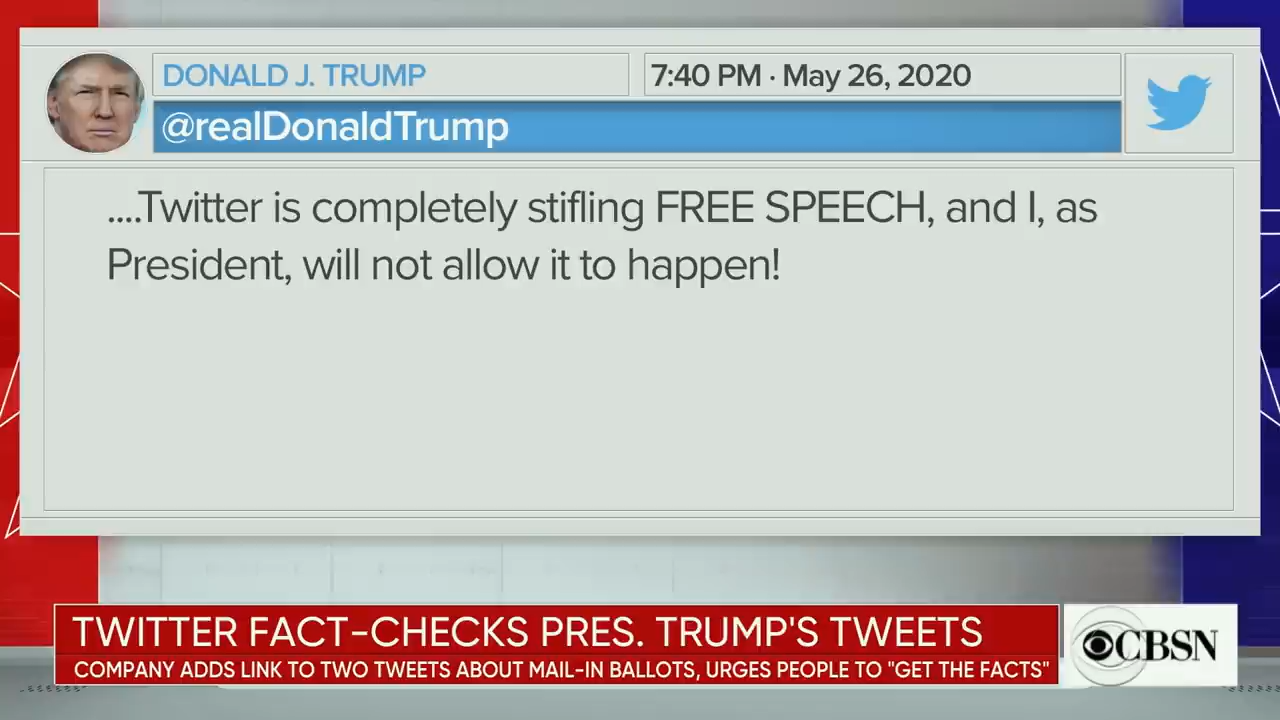 DONALD J. TRUMP
7:40 PM · May 26, 2020
@realDonaldTrump
....Twitter is completely stifling FREE SPEECH, and I, as
President, will not allow it to happen!
TWITTER FACT-CHECKS PRES. TRUMP'S TWEETS
COMPANY ADDS LINK TO TWO TWEETS ABOUT MAIL-IN BALLOTS, URGES PEOPLE TO "GET THE FACTS"
CBSN